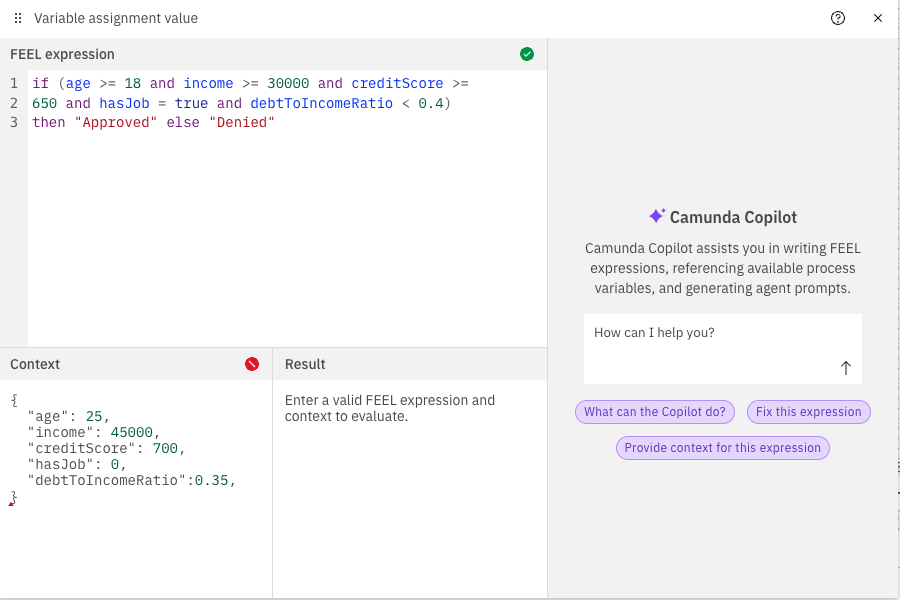 Variable assignment value
FEEL expression
1 if (age >= 18 and income >= 30000 and creditScore >=
2 650 and hasJob = true and debtToIncomeRatio < 0.4)
3 then "Approved" else "Denied"
Context
{
"age": 25,
"income": 45000,
"creditScore": 700,
"hasJob": 0,
"debtToIncomeRatio":0.35,
}
Result
Enter a valid FEEL expression and
context to evaluate.
Camunda Copilot
Camunda Copilot assists you in writing FEEL
expressions, referencing available process
variables, and generating agent prompts.
How can I help you?
What can the Copilot do?
Fix this expression
Provide context for this expression